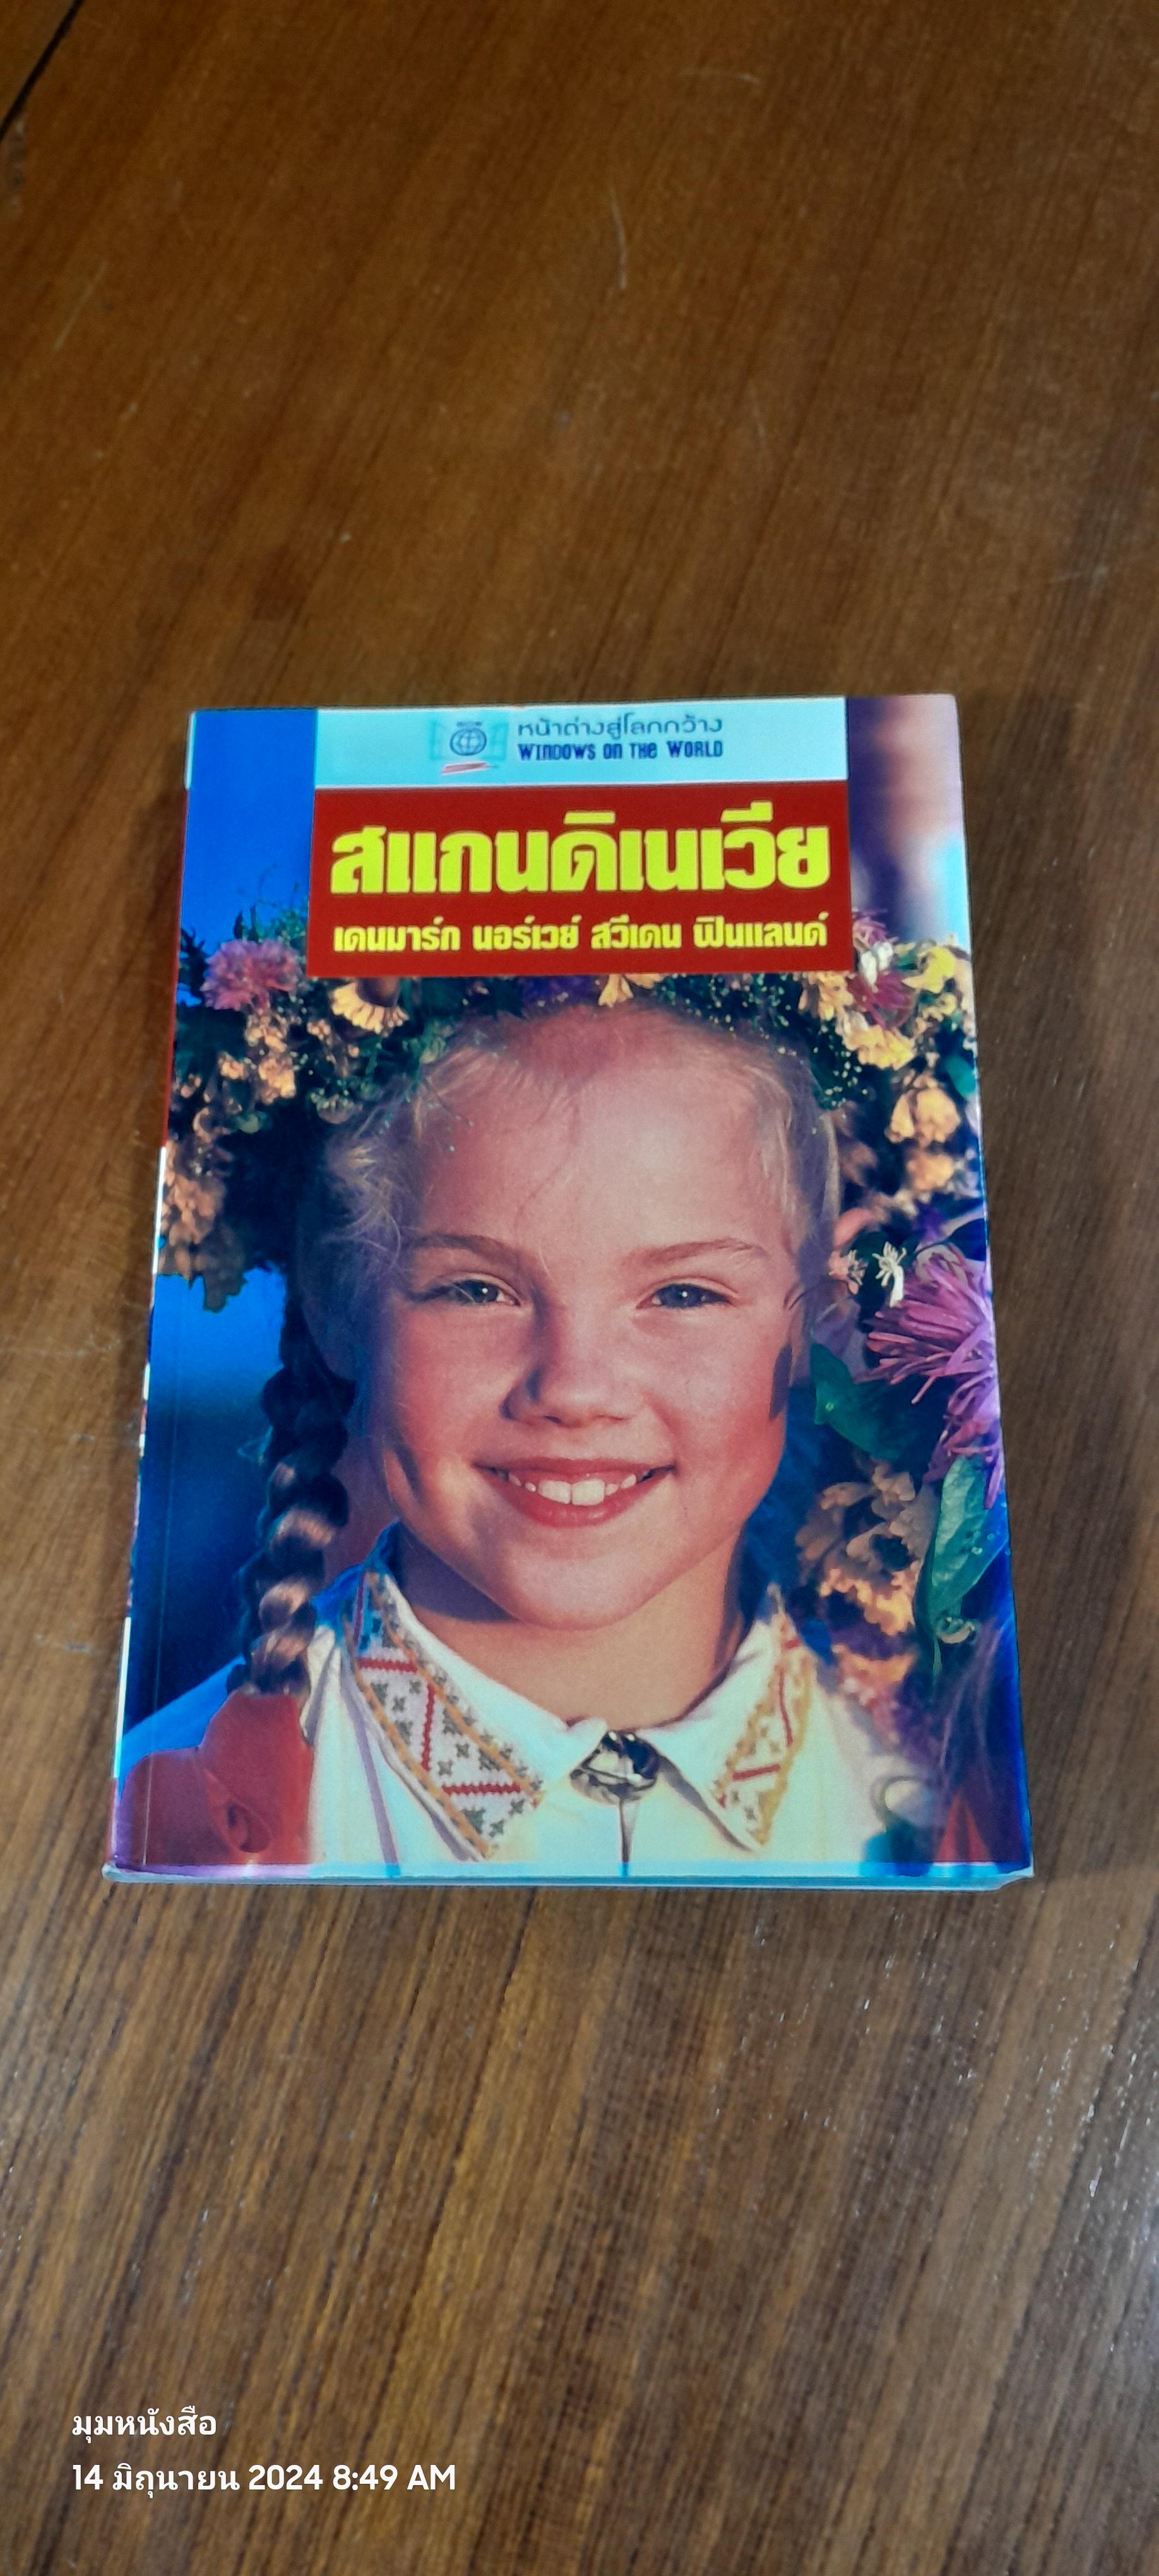 หน้าต่างสู่โลกกว้าง
WINDOWS ON THE WORLD
สแกนดิเนเวีย
เดนมาร์ก นอร์เวย์ สวีเดน ฟินแลนด์
มุมหนังสือ
14 มิถุนายน 2024 8:49 AM